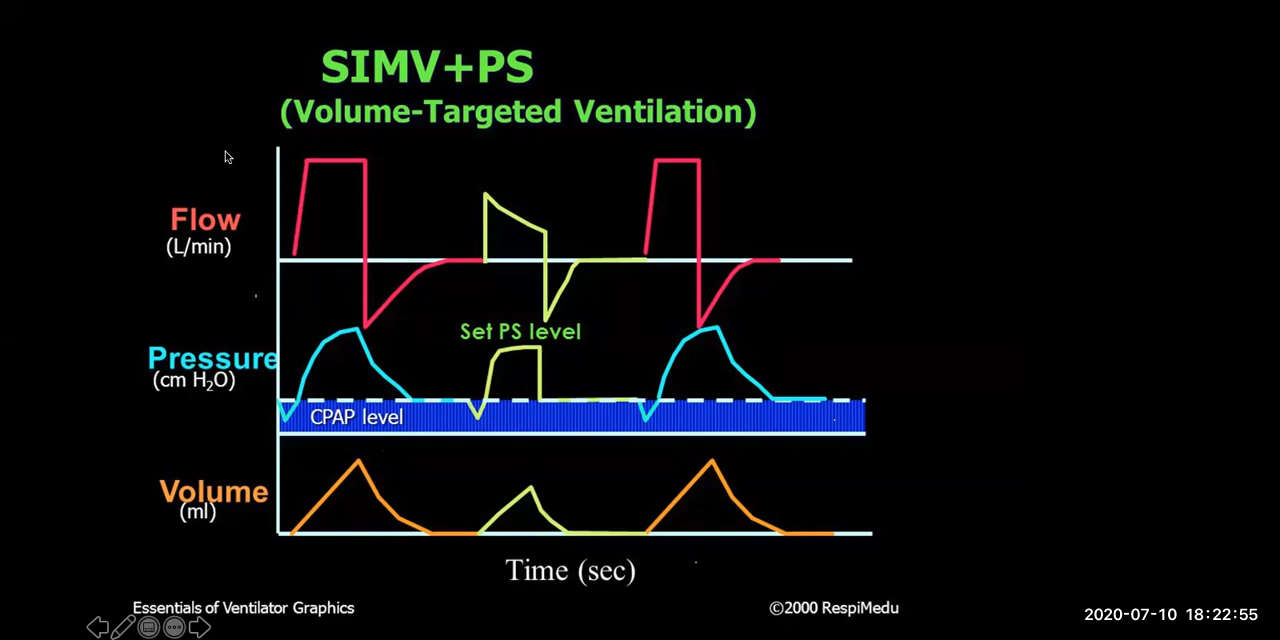 SIMV+PS
(Volume-Targeted Ventilation)
Flow
(L/min)
Set PS level
Pressure
(cm H₂O)
CPAP level
Volume
(ml)
Time (sec)
Essentials of Ventilator Graphics
©2000 RespiMedu
2020-07-10 18:22:55